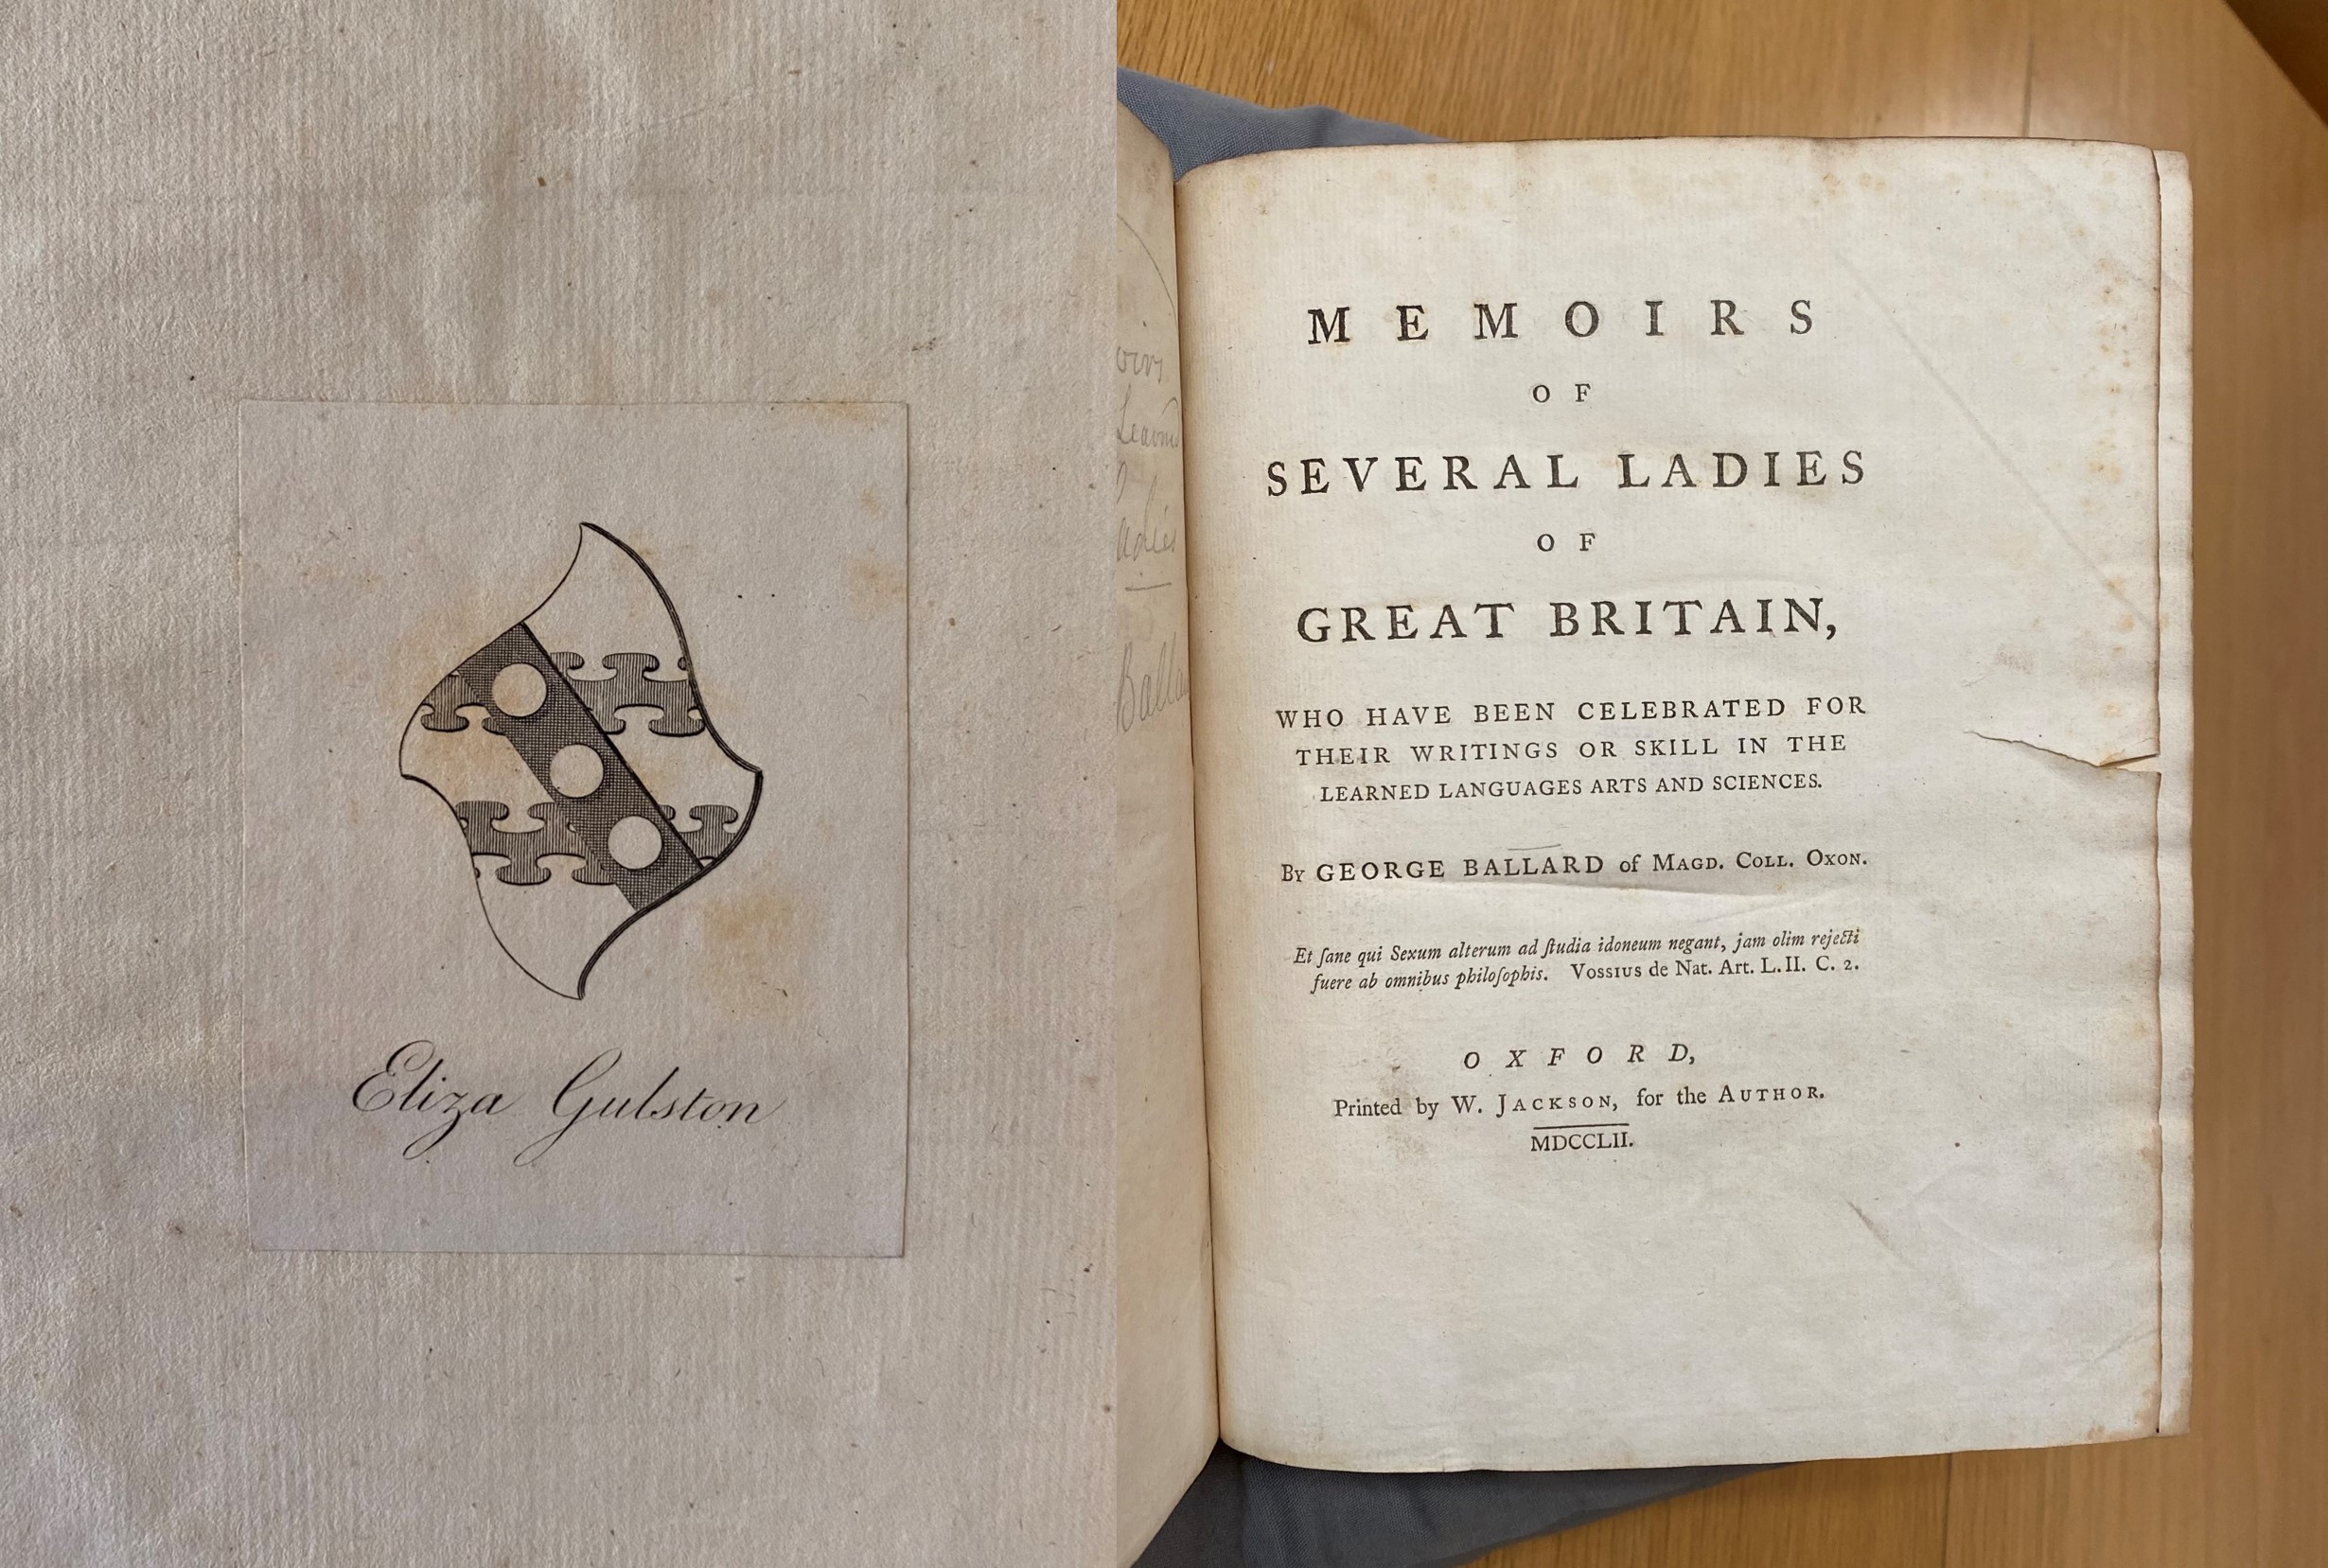 Eliza Gulston
Learned
Ladies
MEMOIRS
OF
SEVERAL LADIES
OF
GREAT BRITAIN,
WHO HAVE BEEN CELEBRATED FOR
THEIR WRITINGS OR SKILL IN THE
LEARNED LANGUAGES ARTS AND SCIENCES.
By GEORGE BALLARD of MAGD. COLL. OXON.
Et ſane qui Sexum alterum ad ſtudia idoneum negant, jam olim rejecti
fuere ab omnibus philoſophis. VOSSIUS de Nat. Art. L. II. C. 2.
OXFORD,
Printed by W. JACKSON, for the AUTHOR.
MDCCLII.